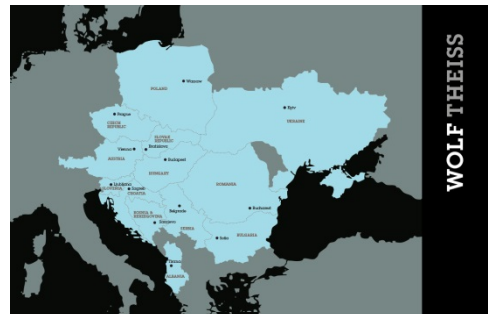 WOLF THEISS
POLAND
Warsaw
Prague
CZECH
REPUBLIC
Kyiv
UKRAINE
SLOVAK
REPUBLIC
Bratislava
Vienna
AUSTRIA
Budapest
HUNGARY
Ljubljana
SLOVENIA
Zagreb
CROATIA
ROMANIA
Bucharest
BOSNIA &
HERZEGOVINA
Belgrade
Sarajevo
SERBIA
Sofia
BULGARIA
Tirana
ALBANIA